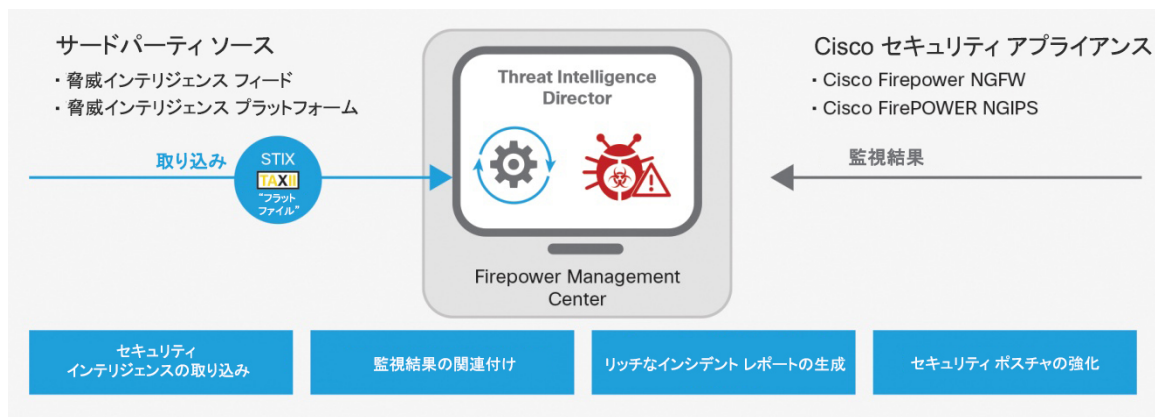 サードパーティ ソース
・脅威インテリジェンス フィード
・脅威インテリジェンス プラットフォーム
取り込み
STIX
TAXII
“フラット
ファイル”
Threat Intelligence
Director
Firepower Management
Center
Cisco セキュリティ アプライアンス
・Cisco Firepower NGFW
・Cisco FirePOWER NGIPS
監視結果
セキュリティ
インテリジェンスの取り込み
監視結果の関連付け
リッチなインシデント レポートの生成
セキュリティ ポスチャの強化